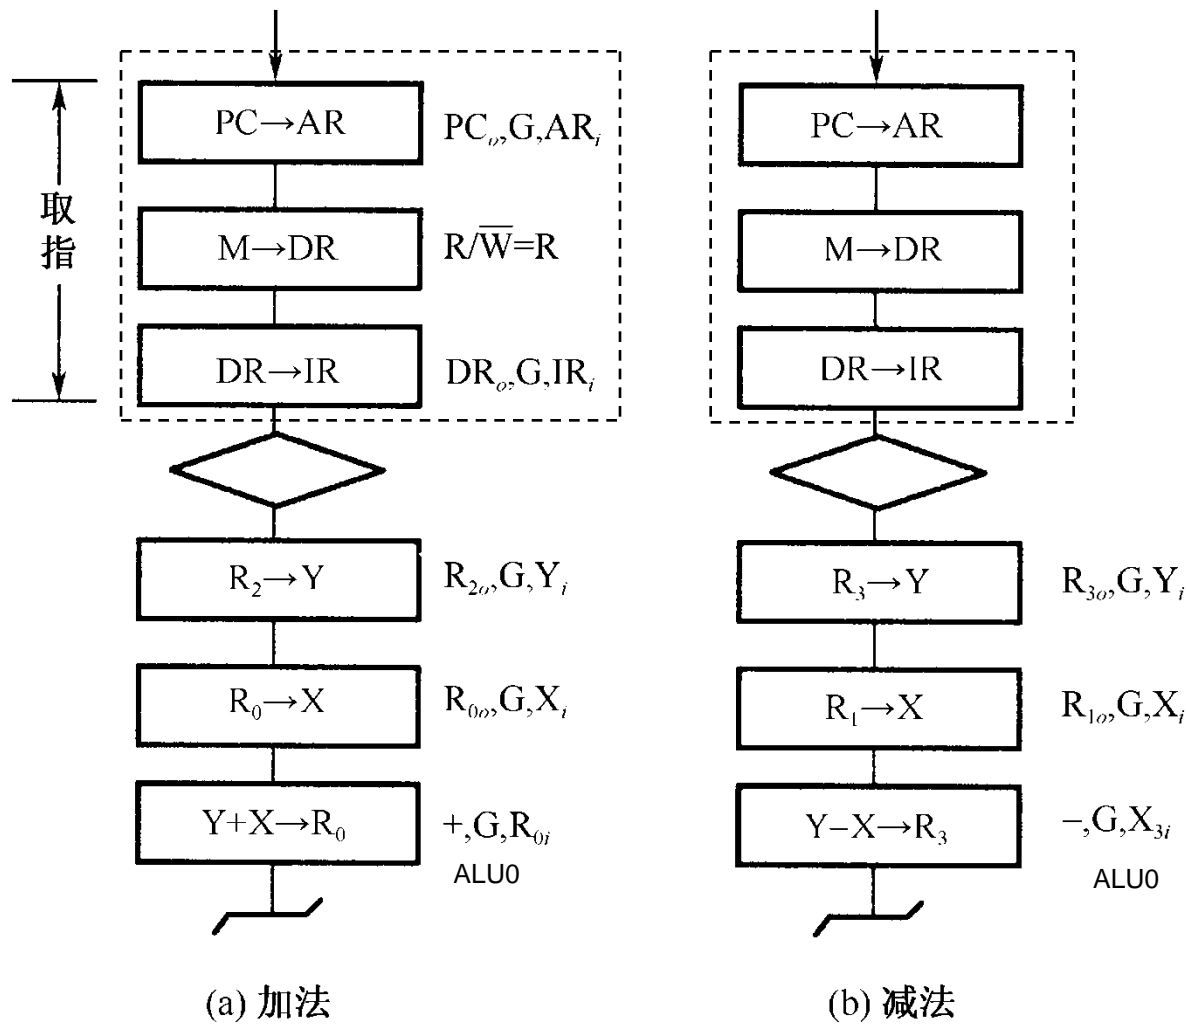 PC→AR
PCₒ,G,ARᵢ
取指
M→DR
R/W̅=R
DR→IR
DRₒ,G,IRᵢ
R₂→Y
R₂ₒ,G,Yᵢ
R₀→X
R₀ₒ,G,Xᵢ
Y+X→R₀
+,G,R₀ᵢ
ALU0
(a) 加法
PC→AR
M→DR
DR→IR
R₃→Y
R₃ₒ,G,Yᵢ
R₁→X
R₁ₒ,G,Xᵢ
Y−X→R₃
−,G,X₃ᵢ
ALU0
(b) 减法